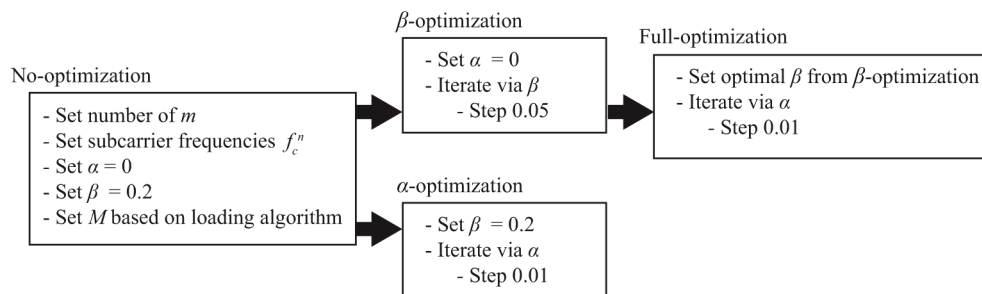 No-optimization
- Set number of m
- Set subcarrier frequencies f_c^n
- Set α = 0
- Set β = 0.2
- Set M based on loading algorithm
β-optimization
- Set α = 0
- Iterate via β
- Step 0.05
α-optimization
- Set β = 0.2
- Iterate via α
- Step 0.01
Full-optimization
- Set optimal β from β-optimization
- Iterate via α
- Step 0.01